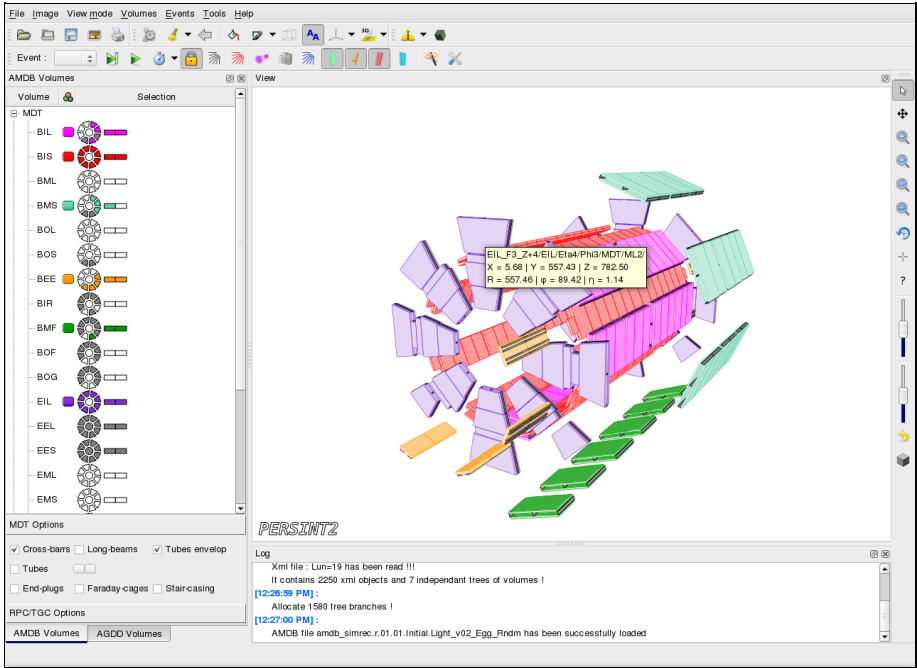 File Image View mode Volumes Events Tools Help
Event :
AMDB Volumes
View
Volume Selection
MDT
BIL
BIS
BML
BMS
BOL
BOS
BEE
BIR
BMF
BOF
BOG
EIL
EEL
EES
EML
EMS
MDT Options
Cross-barrs Long-beams Tubes envelop
Tubes
End-plugs Faraday-cages Stair-casing
RPC/TGC Options
AMDB Volumes AGDD Volumes
EIL_F3_Z+4/EIL/Eta4/Phi3/MDT/ML2/
X = 5.68 | Y = 557.43 | Z = 782.50
R = 557.46 | φ = 89.42 | η = 1.14
PERSINT2
Log
Xml file : Lun=19 has been read !!!
It contains 2250 xml objects and 7 independant trees of volumes !
[12:26:59 PM] :
Allocate 1580 tree branches !
[12:27:00 PM] :
AMDB file amdb_simrec.r.01.01.Initial.Light_v02_Egg_Rndm has been successfully loaded